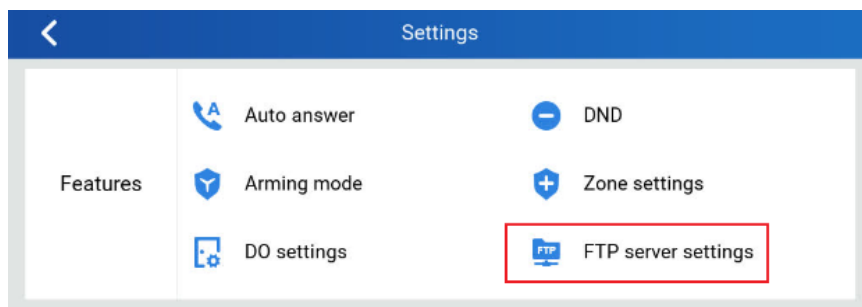 Settings
A
Auto answer
DND
Features
Arming mode
Zone settings
DO settings
FTP
FTP server settings